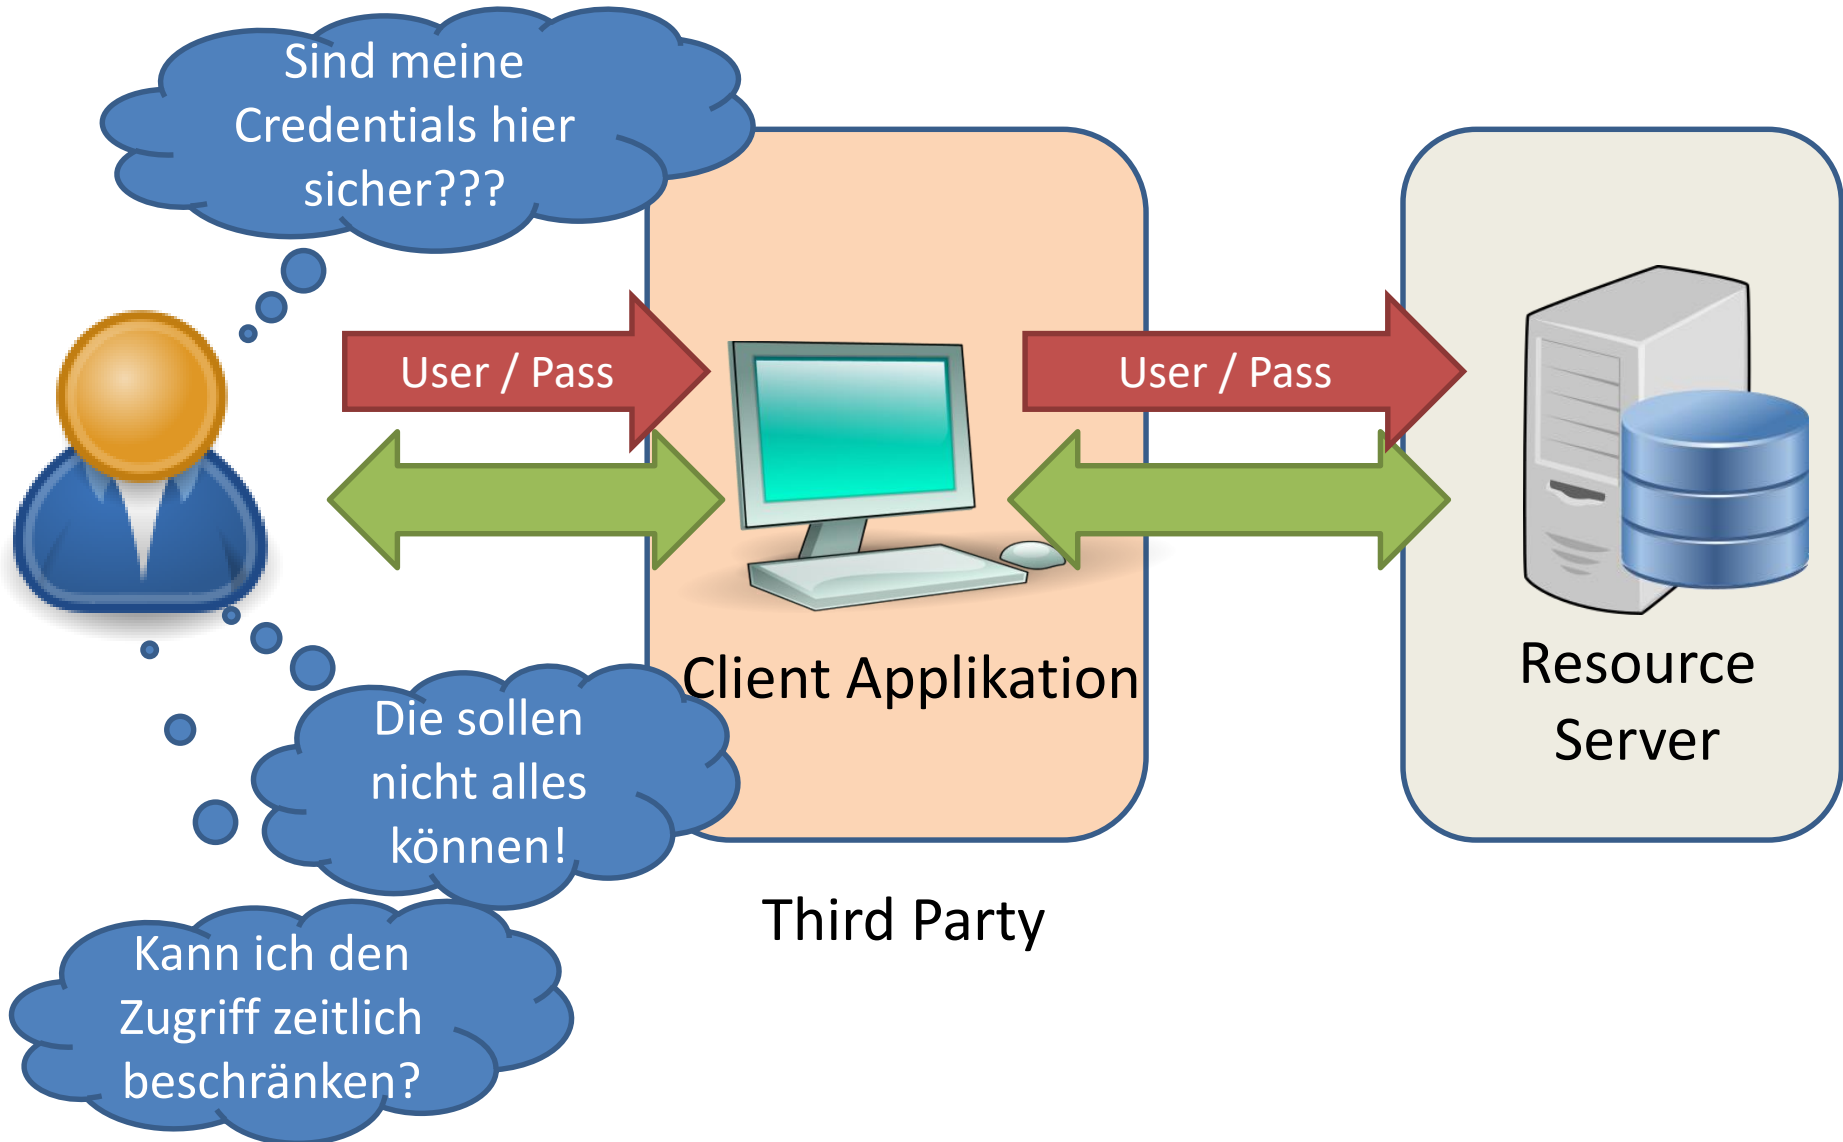 Sind meine
Credentials hier
sicher???
User / Pass
User / Pass
Client Applikation
Resource
Server
Die sollen
nicht alles
können!
Third Party
Kann ich den
Zugriff zeitlich
beschränken?